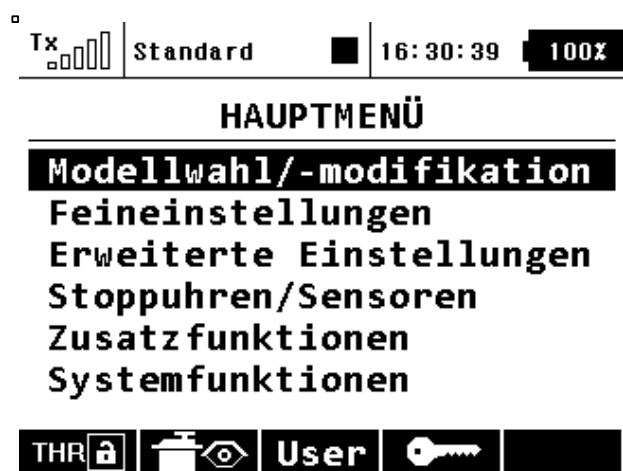 Tx Standard 16:30:39 100%
HAUPTMENÜ
Modellwahl/-modifikation
Feineinstellungen
Erweiterte Einstellungen
Stoppuhren/Sensoren
Zusatzfunktionen
Systemfunktionen
THR User